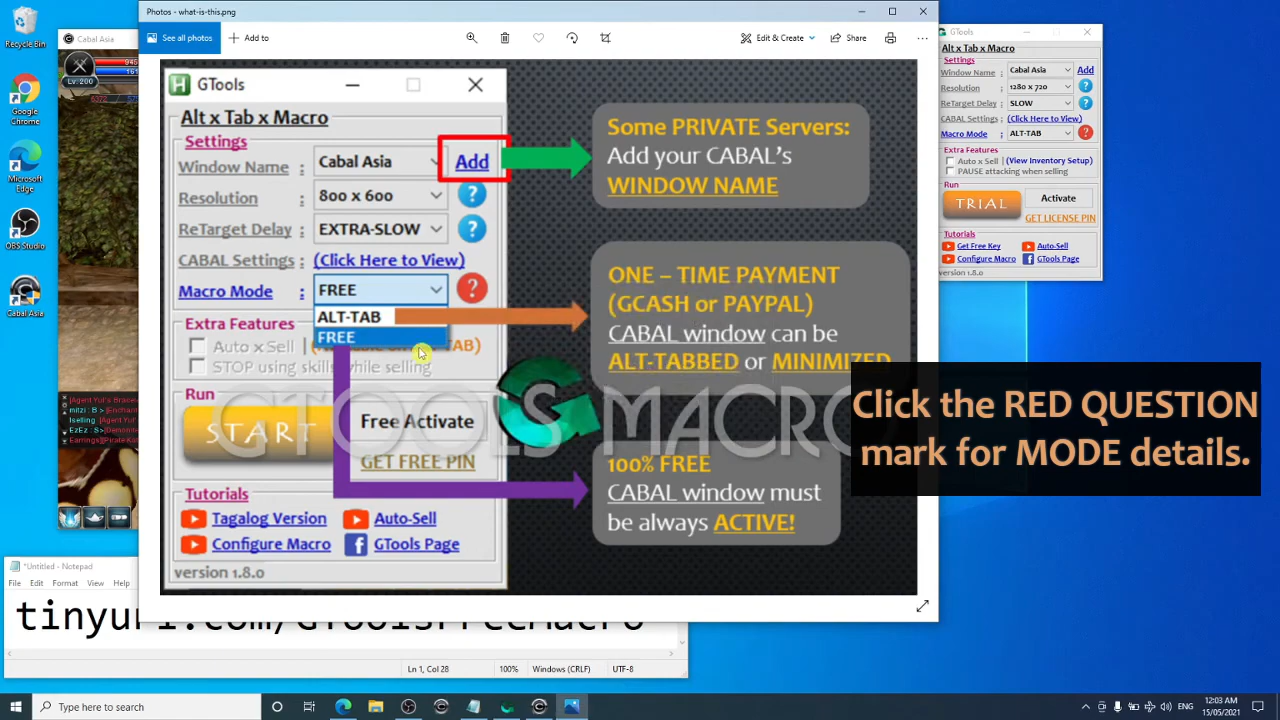 Recycle Bin
Google Chrome
Microsoft Edge
OBS Studio
Cabal Asia
Cabal Asia
Lv. 200
Photos - what-is-this.png
See all photos
Add to
Edit & Create
Share
GTools
Alt x Tab x Macro
Settings
Window Name : Cabal Asia Add
Resolution : 800 x 600 ?
ReTarget Delay : EXTRA-SLOW ?
CABAL Settings : (Click Here to View)
Macro Mode : FREE ?
ALT-TAB
FREE
Extra Features
Auto x Sell
STOP using skills while selling
Run
START
Free Activate
GET FREE PIN
Tutorials
Tagalog Version Auto-Sell
Configure Macro GTools Page
version 1.8.0
Some PRIVATE Servers:
Add your CABAL's
WINDOW NAME
ONE – TIME PAYMENT
(GCASH or PAYPAL)
CABAL window can be
ALT-TABBED or MINIMIZED
100% FREE
CABAL window must
be always ACTIVE!
GTOOLS MACRO
Click the RED QUESTION
mark for MODE details.
GTools
Alt x Tab x Macro
Settings
Window Name : Cabal Asia Add
Resolution : 1280 x 720 ?
ReTarget Delay : SLOW ?
CABAL Settings : (Click Here to View)
Macro Mode : ALT-TAB ?
Extra Features
Auto x Sell | (View Inventory Setup)
PAUSE attacking when selling
Run
TRIAL
Activate
GET LICENSE PIN
Tutorials
Get Free Key Auto-Sell
Configure Macro GTools Page
version 1.8.0
*Untitled - Notepad
File Edit Format View Help
tinyurl.com/GToolsFreeMacro
Ln 1, Col 28 100% Windows (CRLF) UTF-8
Type here to search
ENG
12:03 AM
15/05/2021